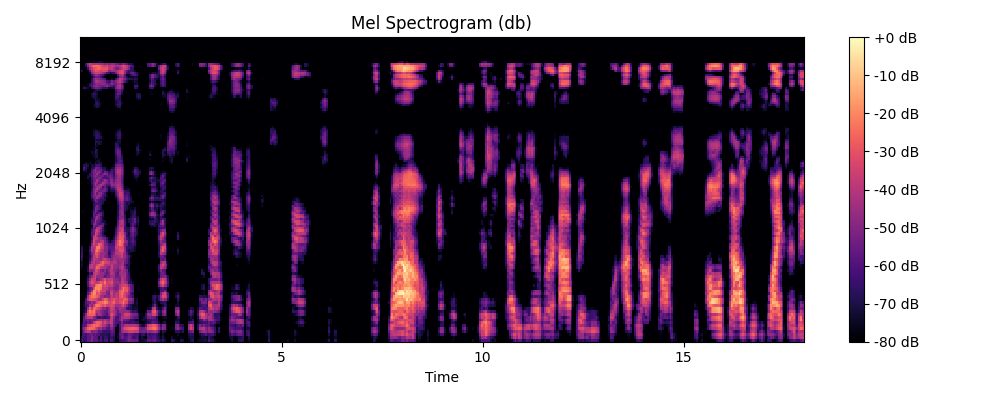 Mel Spectrogram (db)
8192
4096
2048
1024
512
0
Hz
0 5 10 15
Time
+0 dB
-10 dB
-20 dB
-30 dB
-40 dB
-50 dB
-60 dB
-70 dB
-80 dB